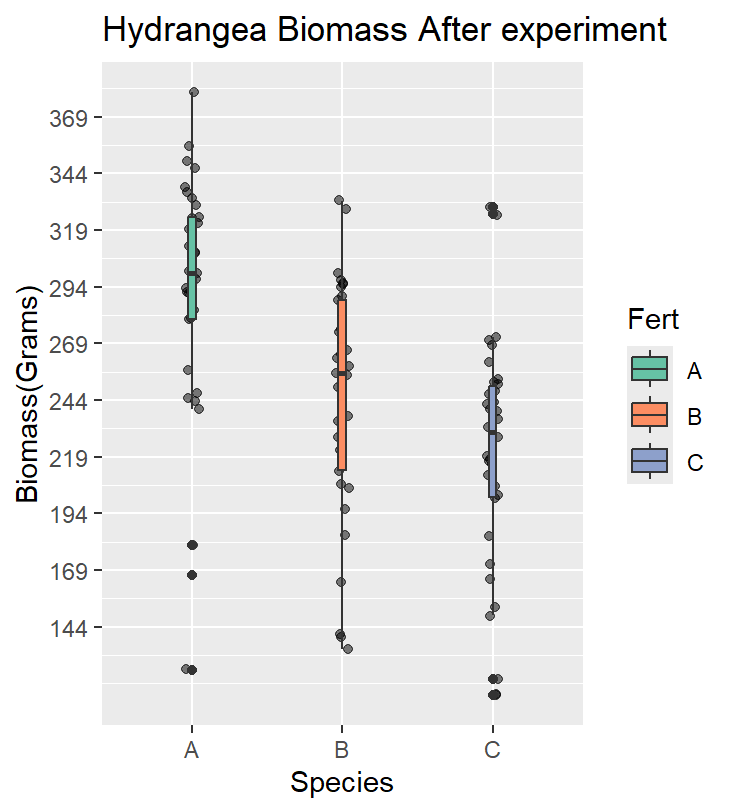 Hydrangea Biomass After experiment
Biomass(Grams)
369
344
319
294
269
244
219
194
169
144
A B C
Species
Fert
A
B
C